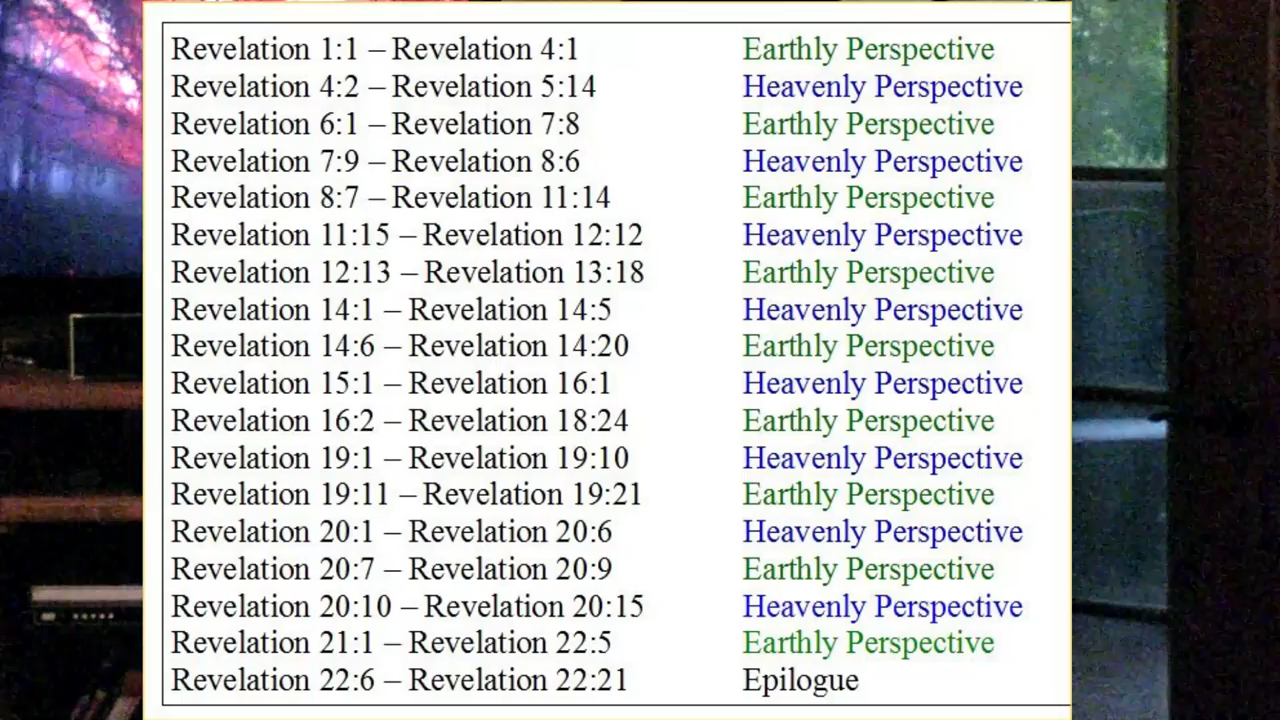 Revelation 1:1 – Revelation 4:1 Earthly Perspective
Revelation 4:2 – Revelation 5:14 Heavenly Perspective
Revelation 6:1 – Revelation 7:8 Earthly Perspective
Revelation 7:9 – Revelation 8:6 Heavenly Perspective
Revelation 8:7 – Revelation 11:14 Earthly Perspective
Revelation 11:15 – Revelation 12:12 Heavenly Perspective
Revelation 12:13 – Revelation 13:18 Earthly Perspective
Revelation 14:1 – Revelation 14:5 Heavenly Perspective
Revelation 14:6 – Revelation 14:20 Earthly Perspective
Revelation 15:1 – Revelation 16:1 Heavenly Perspective
Revelation 16:2 – Revelation 18:24 Earthly Perspective
Revelation 19:1 – Revelation 19:10 Heavenly Perspective
Revelation 19:11 – Revelation 19:21 Earthly Perspective
Revelation 20:1 – Revelation 20:6 Heavenly Perspective
Revelation 20:7 – Revelation 20:9 Earthly Perspective
Revelation 20:10 – Revelation 20:15 Heavenly Perspective
Revelation 21:1 – Revelation 22:5 Earthly Perspective
Revelation 22:6 – Revelation 22:21 Epilogue